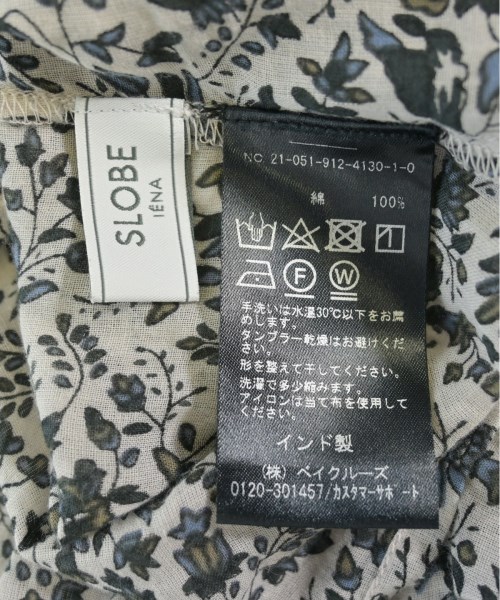 SLOBE
IÉNA
NC 21-051-912-4130-1-0
綿 100%
F W
手洗いは水温30℃以下をお薦
めします。
タンブラー乾燥はお避けくだ
さい。
形を整えて干してください。
洗濯で多少縮みます。
アイロンは当て布を使用して
ください。
インド製
(株) ベイクルーズ
0120-301457/カスタマーサポート